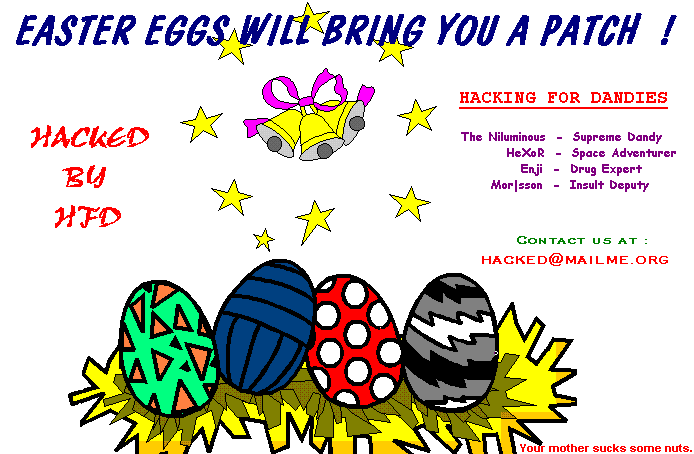 EASTER EGGS WILL BRING YOU A PATCH !
HACKED
BY
HFD
HACKING FOR DANDIES
The Niluminous - Supreme Dandy
HeXoR - Space Adventurer
Enji - Drug Expert
Mor|sson - Insult Deputy
Contact us at :
hacked@mailme.org
Your mother sucks some nuts.